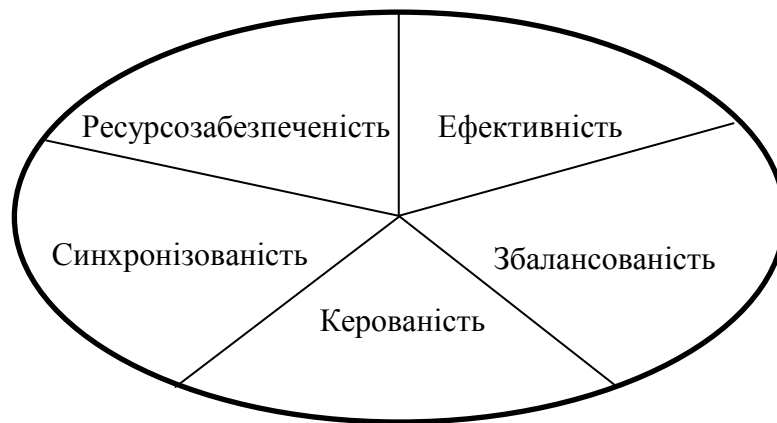 Ресурсозабезпеченість
Ефективність
Синхронізованість
Збалансованість
Керованість